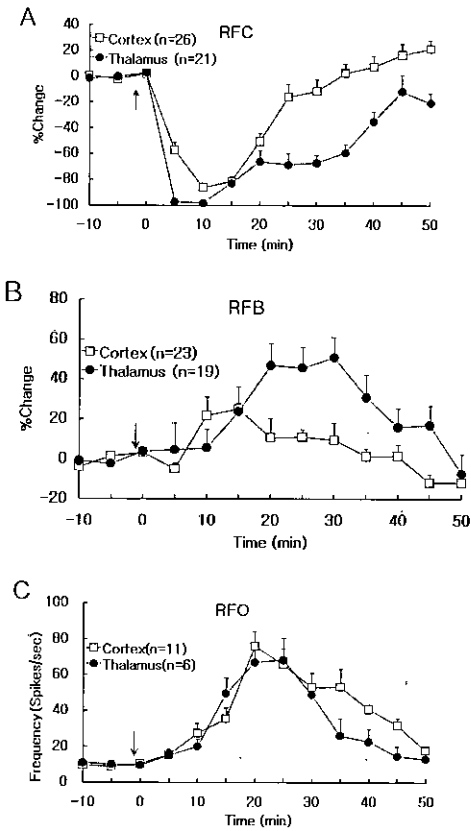 A
RFC
Cortex (n=26)
Thalamus (n=21)
%Change
40
20
0
-20
-40
-60
-80
-100
-10 0 10 20 30 40 50
Time (min)
B
RFB
Cortex (n=23)
Thalamus (n=19)
%Change
80
60
40
20
0
-20
-10 0 10 20 30 40 50
Time (min)
C
RFO
Cortex(n=11)
Thalamus(n=6)
Frequency (Spikes/sec)
100
80
60
40
20
0
-10 0 10 20 30 40 50
Time (min)